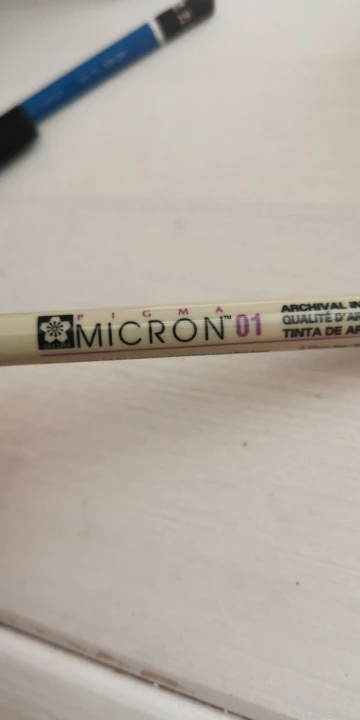 PIGMA
MICRON™ 01
ARCHIVAL IN
QUALITÉ D'AR
TINTA DE AR